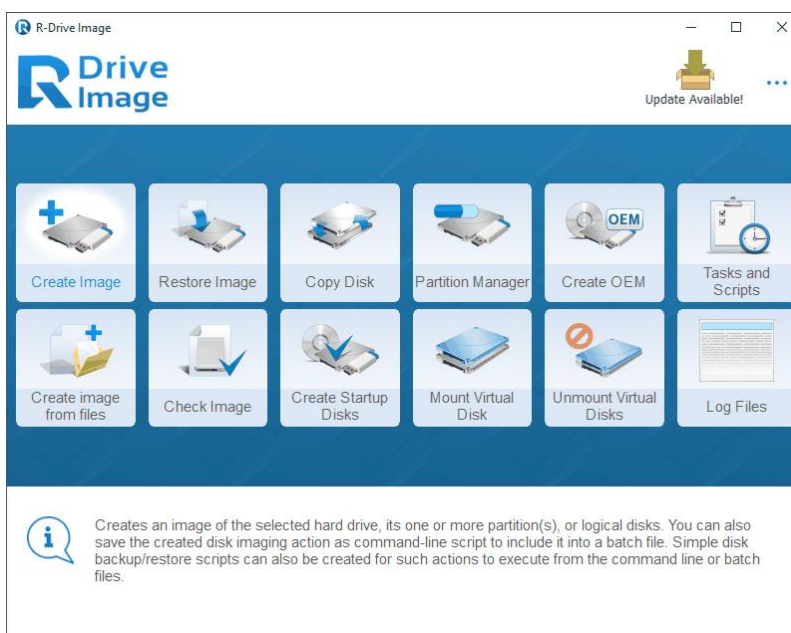 R-Drive Image
Drive
Image
Update Available!
OEM
Create Image
Restore Image
Copy Disk
Partition Manager
Create OEM
Tasks and
Scripts
Create image
from files
Check Image
Create Startup
Disks
Mount Virtual
Disk
Unmount Virtual
Disks
Log Files
Creates an image of the selected hard drive, its one or more partition(s), or logical disks. You can also
save the created disk imaging action as command-line script to include it into a batch file. Simple disk
backup/restore scripts can also be created for such actions to execute from the command line or batch
files.